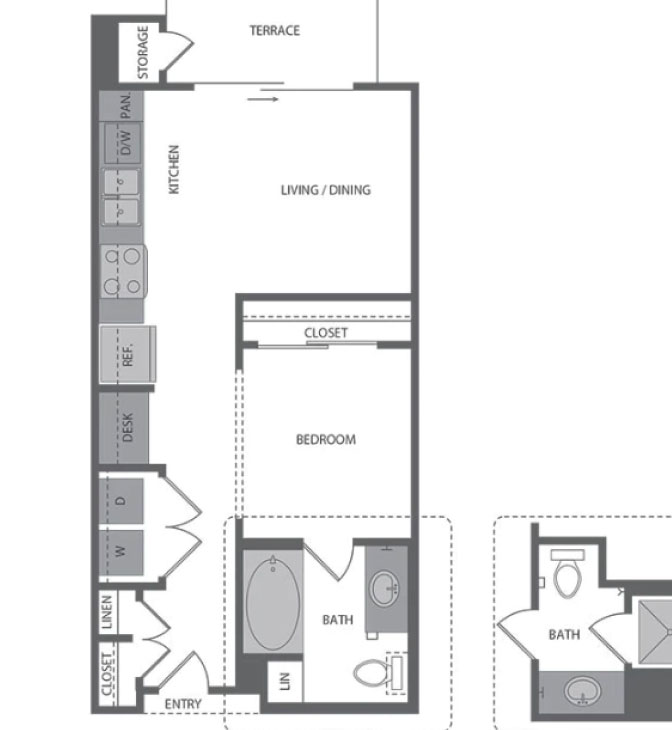 TERRACE
STORAGE
PAN.
D/W
KITCHEN
LIVING / DINING
CLOSET
REF.
DESK
BEDROOM
D
W
LINEN
BATH
BATH
CLOSET
LIN
ENTRY